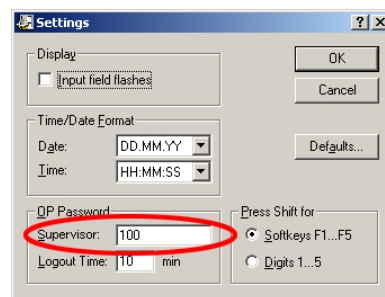 Settings
Display
Input field flashes
OK
Cancel
Time/Date Format
Date: DD.MM.YY
Time: HH:MM:SS
Defaults...
OP Password
Supervisor: 100
Logout Time: 10 min
Press Shift for
Softkeys F1...F5
Digits 1...5